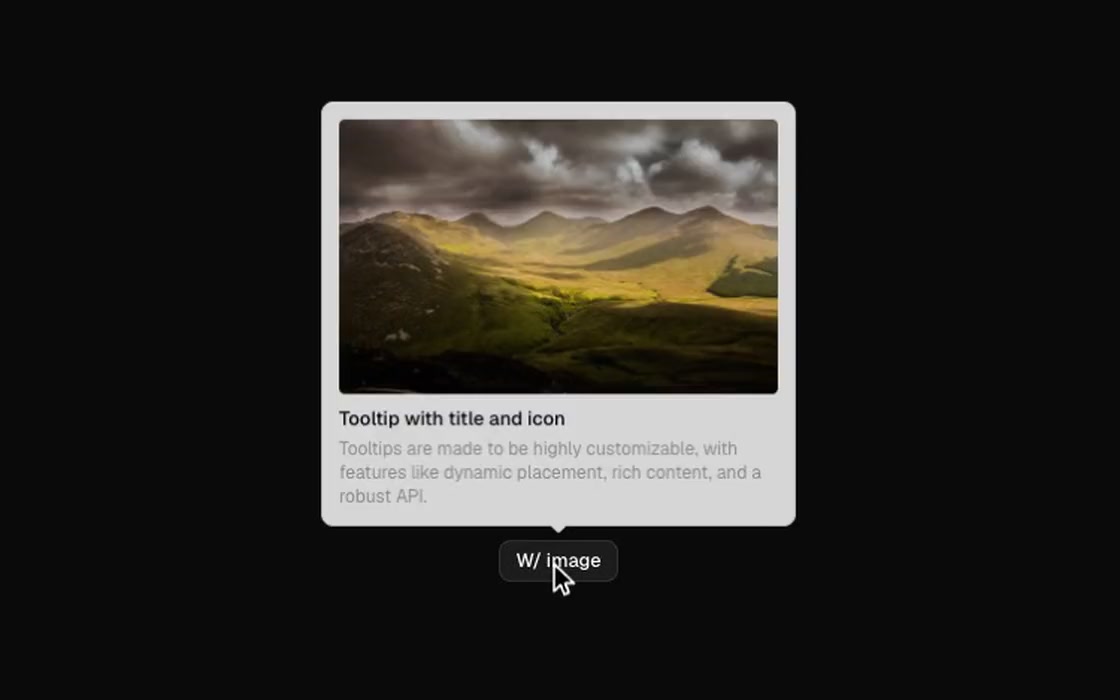 Tooltip with title and icon
Tooltips are made to be highly customizable, with
features like dynamic placement, rich content, and a
robust API.
W/ image